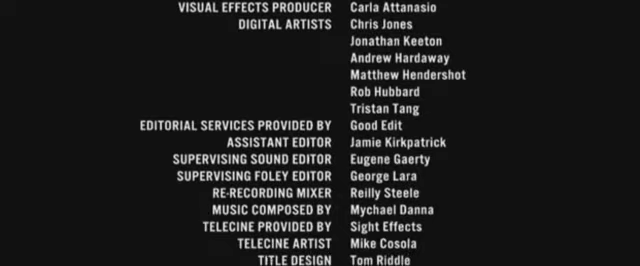 VISUAL EFFECTS PRODUCER Carla Attanasio
DIGITAL ARTISTS Chris Jones
Jonathan Keeton
Andrew Hardaway
Matthew Hendershot
Rob Hubbard
Tristan Tang
EDITORIAL SERVICES PROVIDED BY Good Edit
ASSISTANT EDITOR Jamie Kirkpatrick
SUPERVISING SOUND EDITOR Eugene Gaerty
SUPERVISING FOLEY EDITOR George Lara
RE-RECORDING MIXER Reilly Steele
MUSIC COMPOSED BY Mychael Danna
TELECINE PROVIDED BY Sight Effects
TELECINE ARTIST Mike Cosola
TITLE DESIGN Tom Riddle